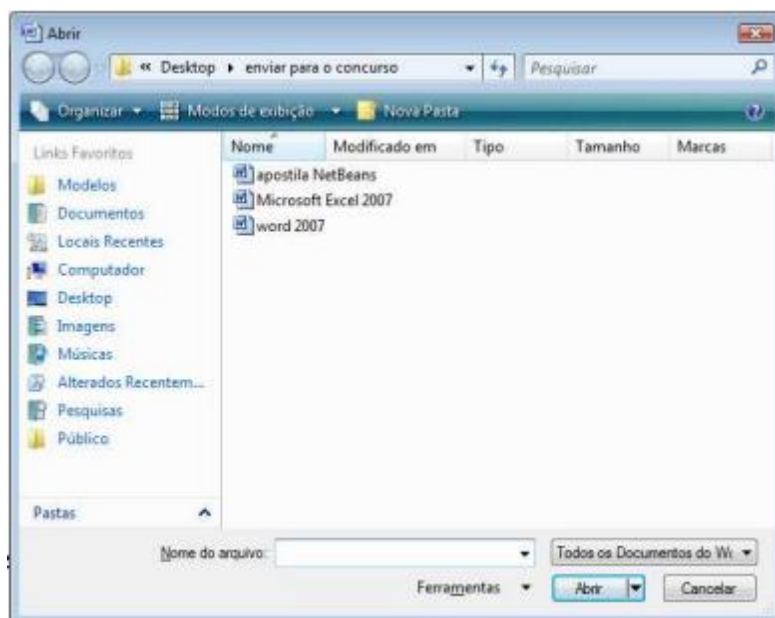 Abrir
« Desktop ▸ enviar para o concurso
Pesquisar
Organizar
Modos de exibição
Nova Pasta
Links Favoritos
Modelos
Documentos
Locais Recentes
Computador
Desktop
Imagens
Músicas
Alterados Recentem...
Pesquisas
Público
Pastas
Nome
Modificado em
Tipo
Tamanho
Marcas
apostila NetBeans
Microsoft Excel 2007
word 2007
Nome do arquivo:
Todos os Documentos do
Ferramentas
Abrir
Cancelar